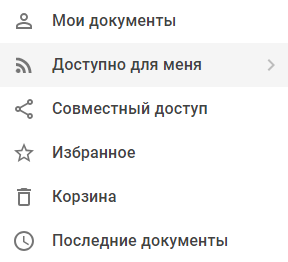 Мои документы
Доступно для меня
Совместный доступ
Избранное
Корзина
Последние документы